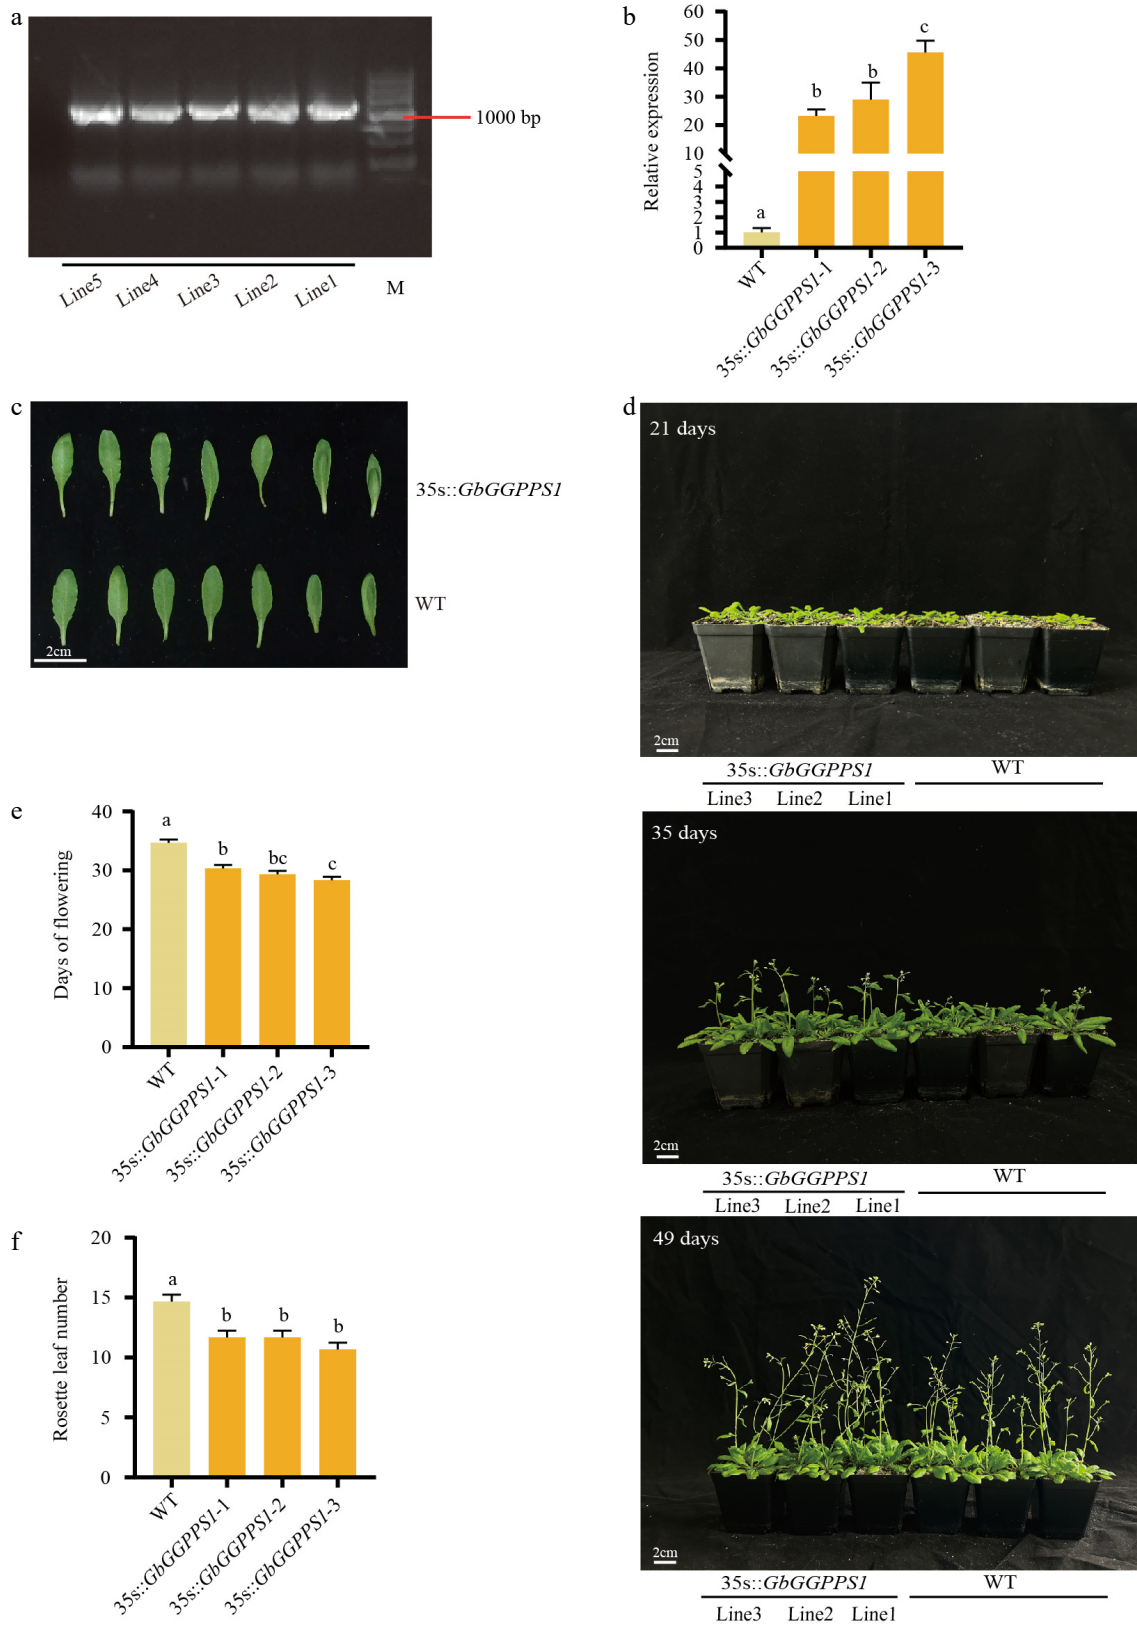 a
1000 bp
Line5 Line4 Line3 Line2 Line1 M
b
Relative expression
60
50
40
30
20
10
5
4
3
2
1
0
a b b c
WT 35s::GbGGPPS1-1 35s::GbGGPPS1-2 35s::GbGGPPS1-3
c
35s::GbGGPPS1
WT
2cm
d
21 days
2cm
35s::GbGGPPS1 WT
Line3 Line2 Line1
35 days
2cm
35s::GbGGPPS1 WT
Line3 Line2 Line1
49 days
2cm
35s::GbGGPPS1 WT
Line3 Line2 Line1
e
Days of flowering
40
30
20
10
0
a b bc c
WT 35s::GbGGPPS1-1 35s::GbGGPPS1-2 35s::GbGGPPS1-3
f
Rosette leaf number
20
15
10
5
0
a b b b
WT 35s::GbGGPPS1-1 35s::GbGGPPS1-2 35s::GbGGPPS1-3